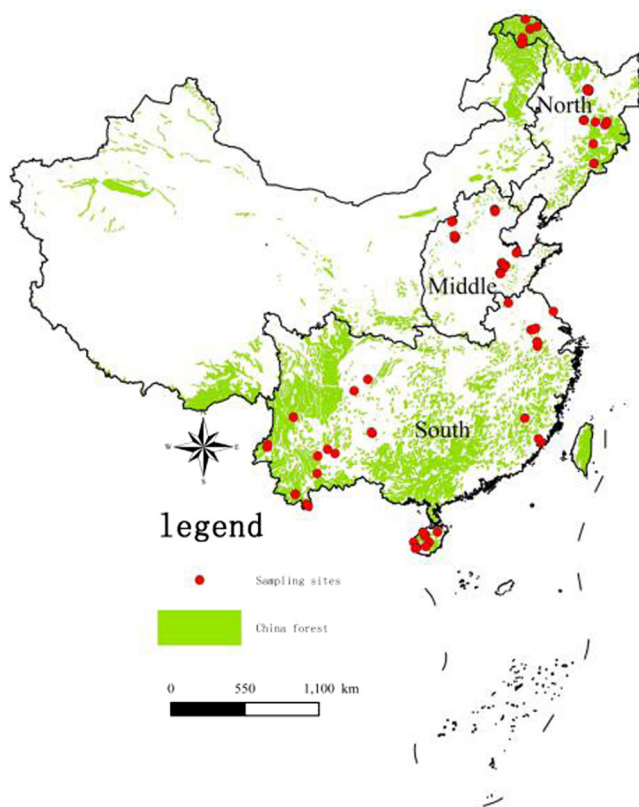 North
Middle
South
N
W
E
S
legend
Sampling sites
China forest
0 550 1,100 km